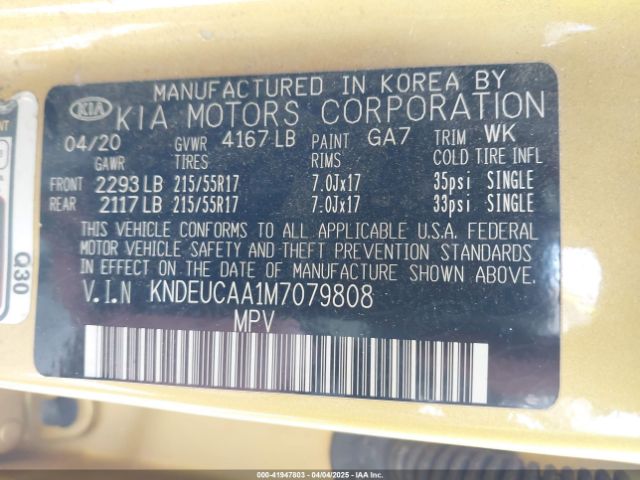 MANUFACTURED IN KOREA BY
KIA KIA MOTORS CORPORATION
04/20 GVWR 4167 LB PAINT GA7 TRIM WK
GAWR TIRES RIMS COLD TIRE INFL
FRONT 2293 LB 215/55R17 7.0Jx17 35psi SINGLE
REAR 2117 LB 215/55R17 7.0Jx17 33psi SINGLE
THIS VEHICLE CONFORMS TO ALL APPLICABLE U.S.A. FEDERAL
MOTOR VEHICLE SAFETY AND THEFT PREVENTION STANDARDS
IN EFFECT ON THE DATE OF MANUFACTURE SHOWN ABOVE.
V.I.N KNDEUCAA1M7079808
MPV
Q30
000-41947803 - 04/04/2025 - IAA Inc.